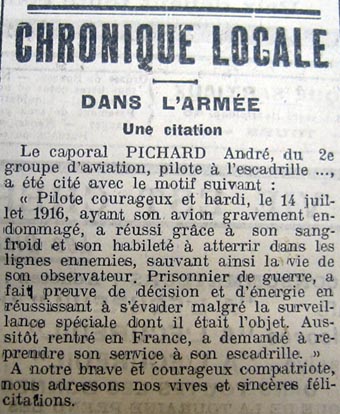 CHRONIQUE LOCALE
DANS L'ARMÉE
Une citation
Le caporal PICHARD André, du 2e
groupe d'aviation, pilote à l'escadrille ...,
a été cité avec le motif suivant :
« Pilote courageux et hardi, le 14 juil-
let 1916, ayant son avion gravement en-
dommagé, a réussi grâce à son sang-
froid et son habileté à atterrir dans les
lignes ennemies, sauvant ainsi la vie de
son observateur. Prisonnier de guerre, a
fait preuve de décision et d'énergie en
réussissant à s'évader malgré la surveil-
lance spéciale dont il était l'objet. Aus-
sitôt rentré en France, a demandé à re-
prendre son service à son escadrille. »
A notre brave et courageux compatriote,
nous adressons nos vives et sincères féli-
citations.